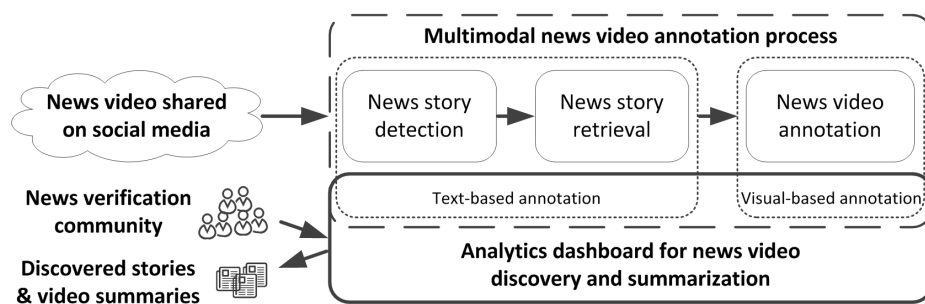 Multimodal news video annotation process
News video shared
on social media
News story
detection
News story
retrieval
News video
annotation
Text-based annotation
Visual-based annotation
News verification
community
Discovered stories
& video summaries
Analytics dashboard for news video
discovery and summarization